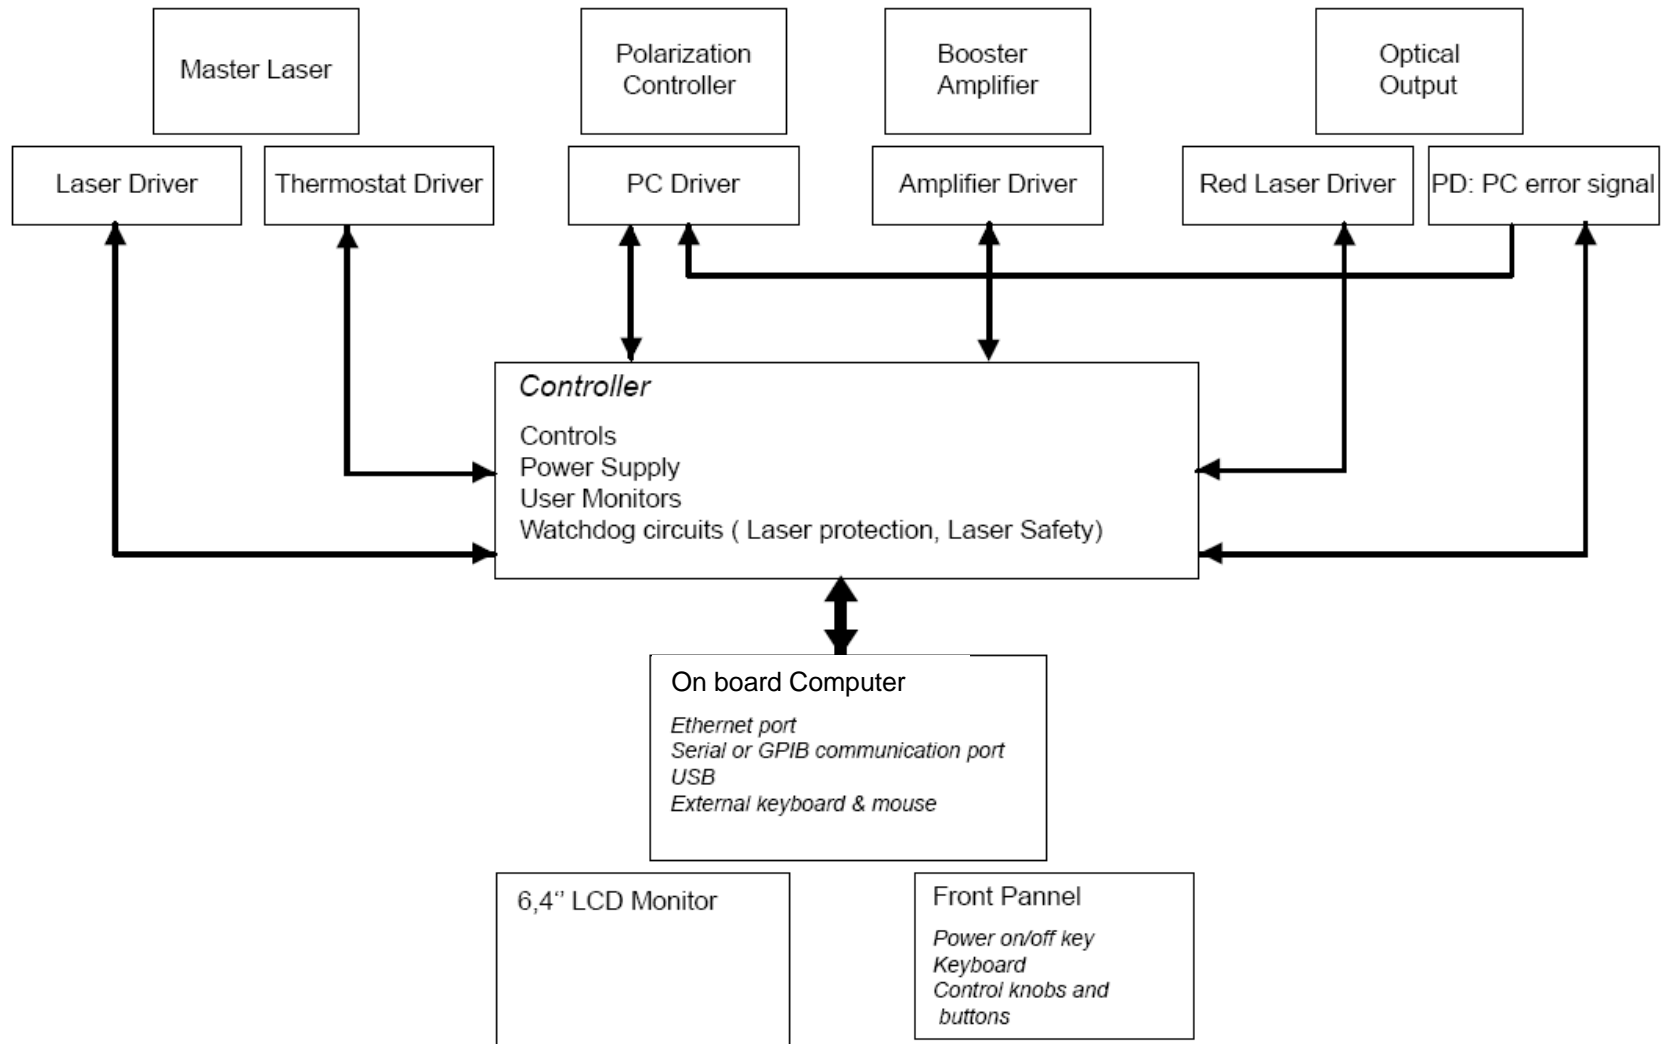 Master Laser
Polarization
Controller
Booster
Amplifier
Optical
Output
Laser Driver
Thermostat Driver
PC Driver
Amplifier Driver
Red Laser Driver
PD: PC error signal
Controller
Controls
Power Supply
User Monitors
Watchdog circuits ( Laser protection, Laser Safety)
On board Computer
Ethernet port
Serial or GPIB communication port
USB
External keyboard & mouse
6,4‘’ LCD Monitor
Front Pannel
Power on/off key
Keyboard
Control knobs and
buttons